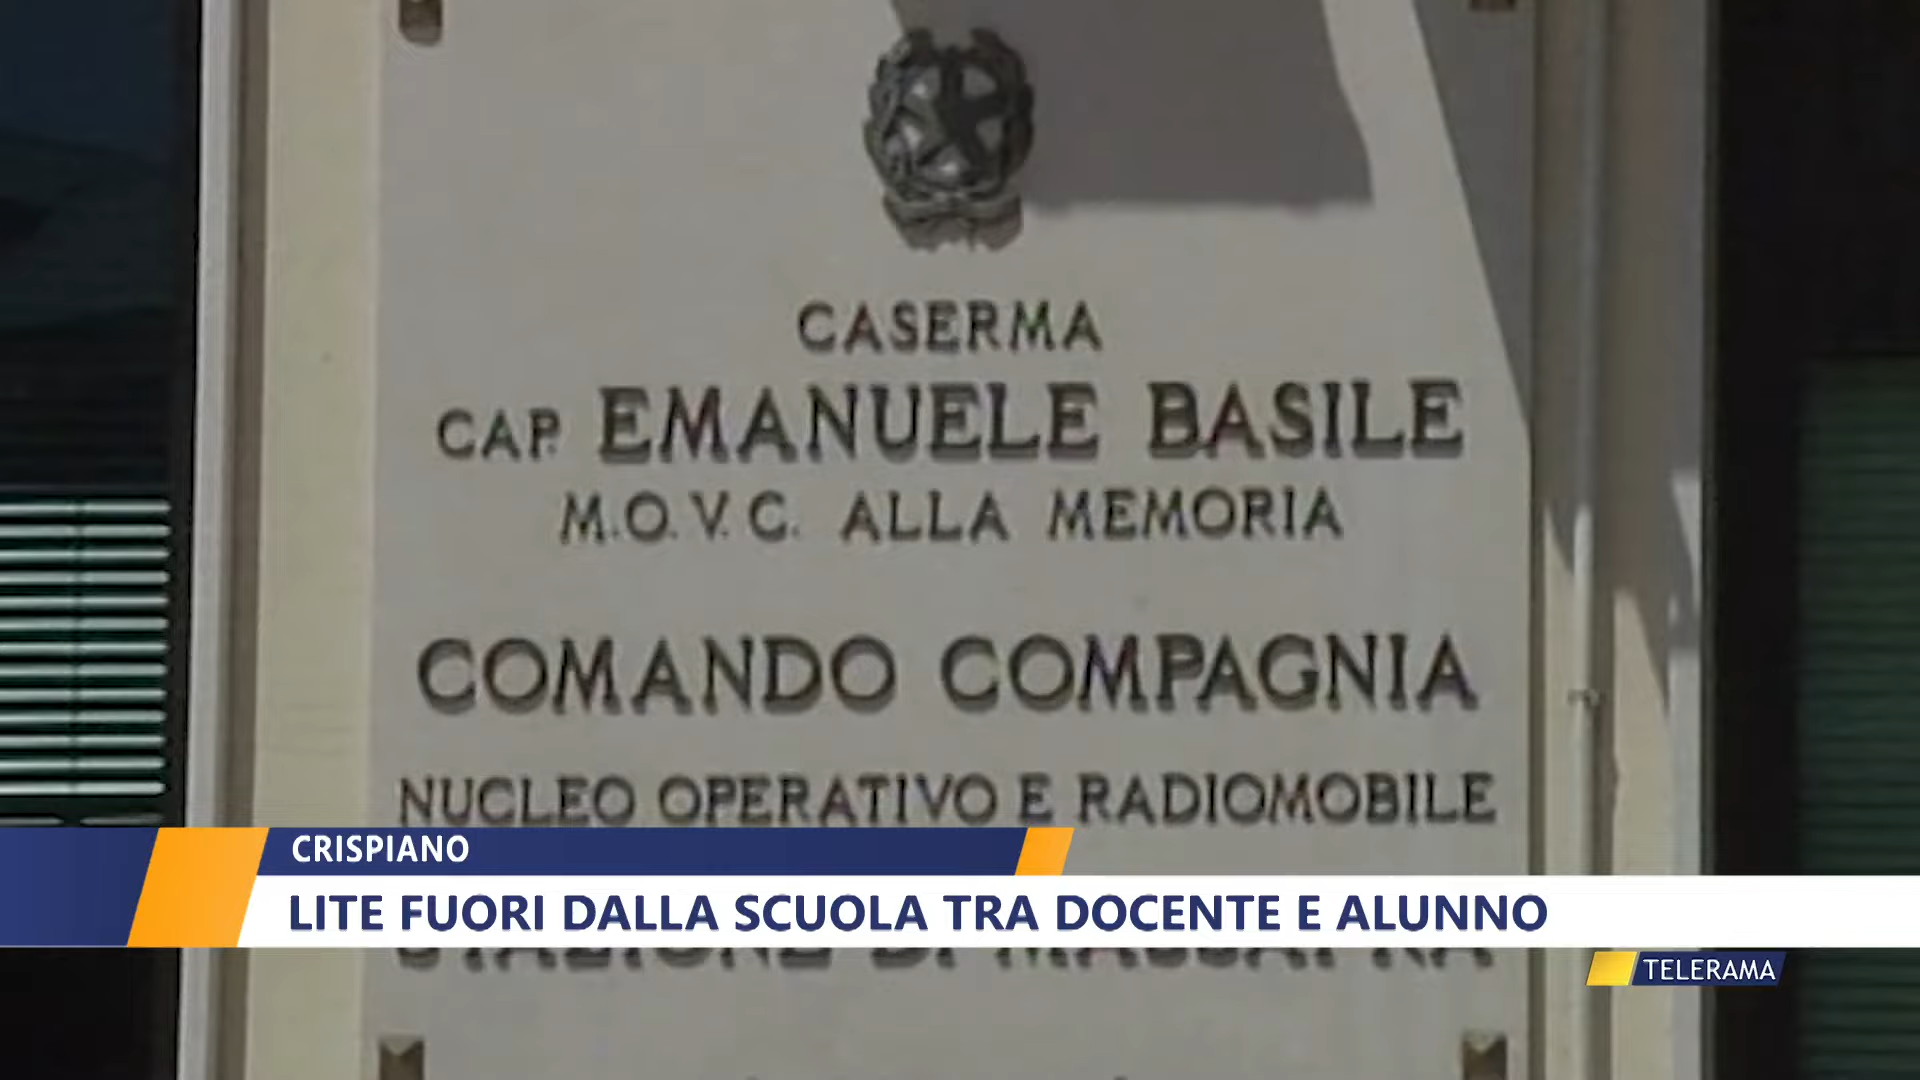 CASERMA
CAP. EMANUELE BASILE
M.O.V.C. ALLA MEMORIA
COMANDO COMPAGNIA
NUCLEO OPERATIVO E RADIOMOBILE
CRISPIANO
LITE FUORI DALLA SCUOLA TRA DOCENTE E ALUNNO
TELERAMA